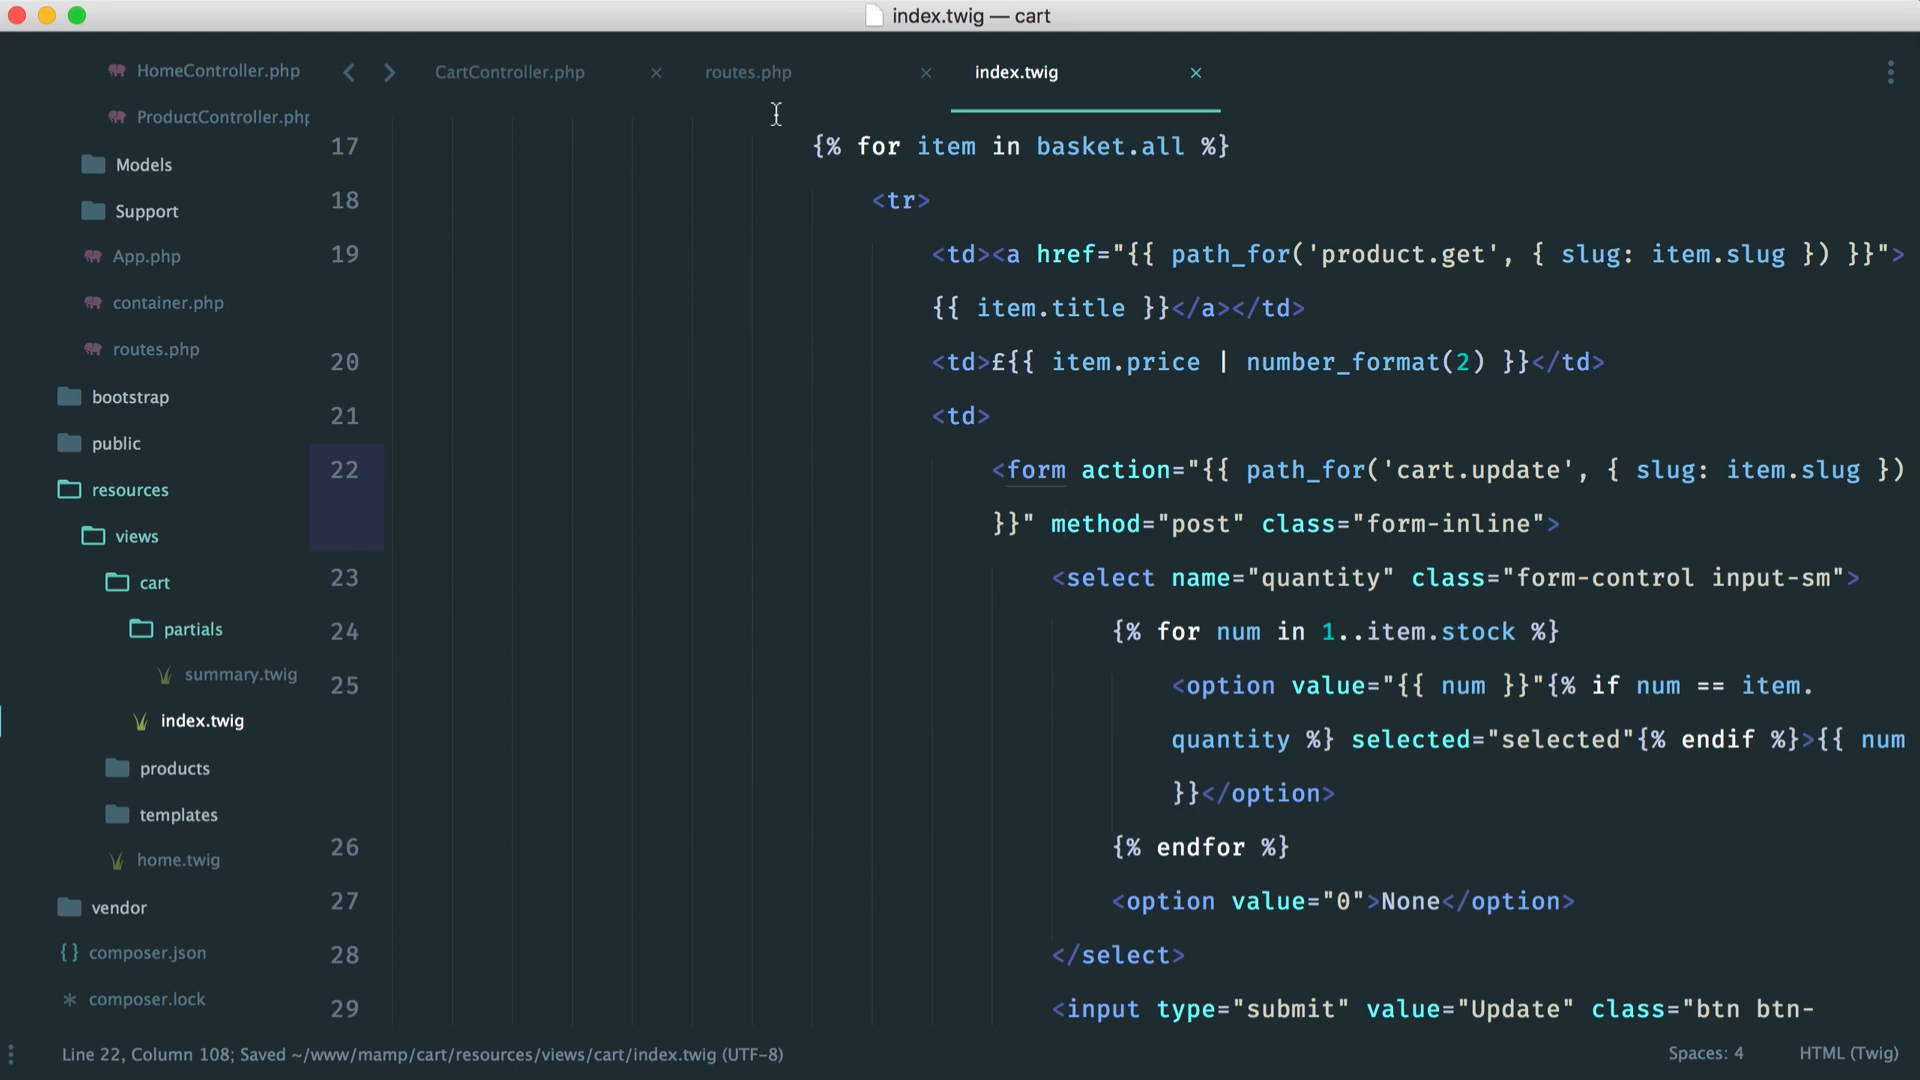 index.twig — cart
HomeController.php
ProductController.php
Models
Support
App.php
container.php
routes.php
bootstrap
public
resources
views
cart
partials
summary.twig
index.twig
products
templates
home.twig
vendor
{} composer.json
* composer.lock
CartController.php × routes.php × index.twig ×
17 {% for item in basket.all %}
18 <tr>
19 <td><a href="{{ path_for('product.get', { slug: item.slug }) }}">
{{ item.title }}</a></td>
20 <td>£{{ item.price | number_format(2) }}</td>
21 <td>
22 <form action="{{ path_for('cart.update', { slug: item.slug })
}}" method="post" class="form-inline">
23 <select name="quantity" class="form-control input-sm">
24 {% for num in 1..item.stock %}
25 <option value="{{ num }}"{% if num == item.
quantity %} selected="selected"{% endif %}>{{ num
}}</option>
26 {% endfor %}
27 <option value="0">None</option>
28 </select>
29 <input type="submit" value="Update" class="btn btn-
Line 22, Column 108; Saved ~/www/mamp/cart/resources/views/cart/index.twig (UTF-8)
Spaces: 4
HTML (Twig)